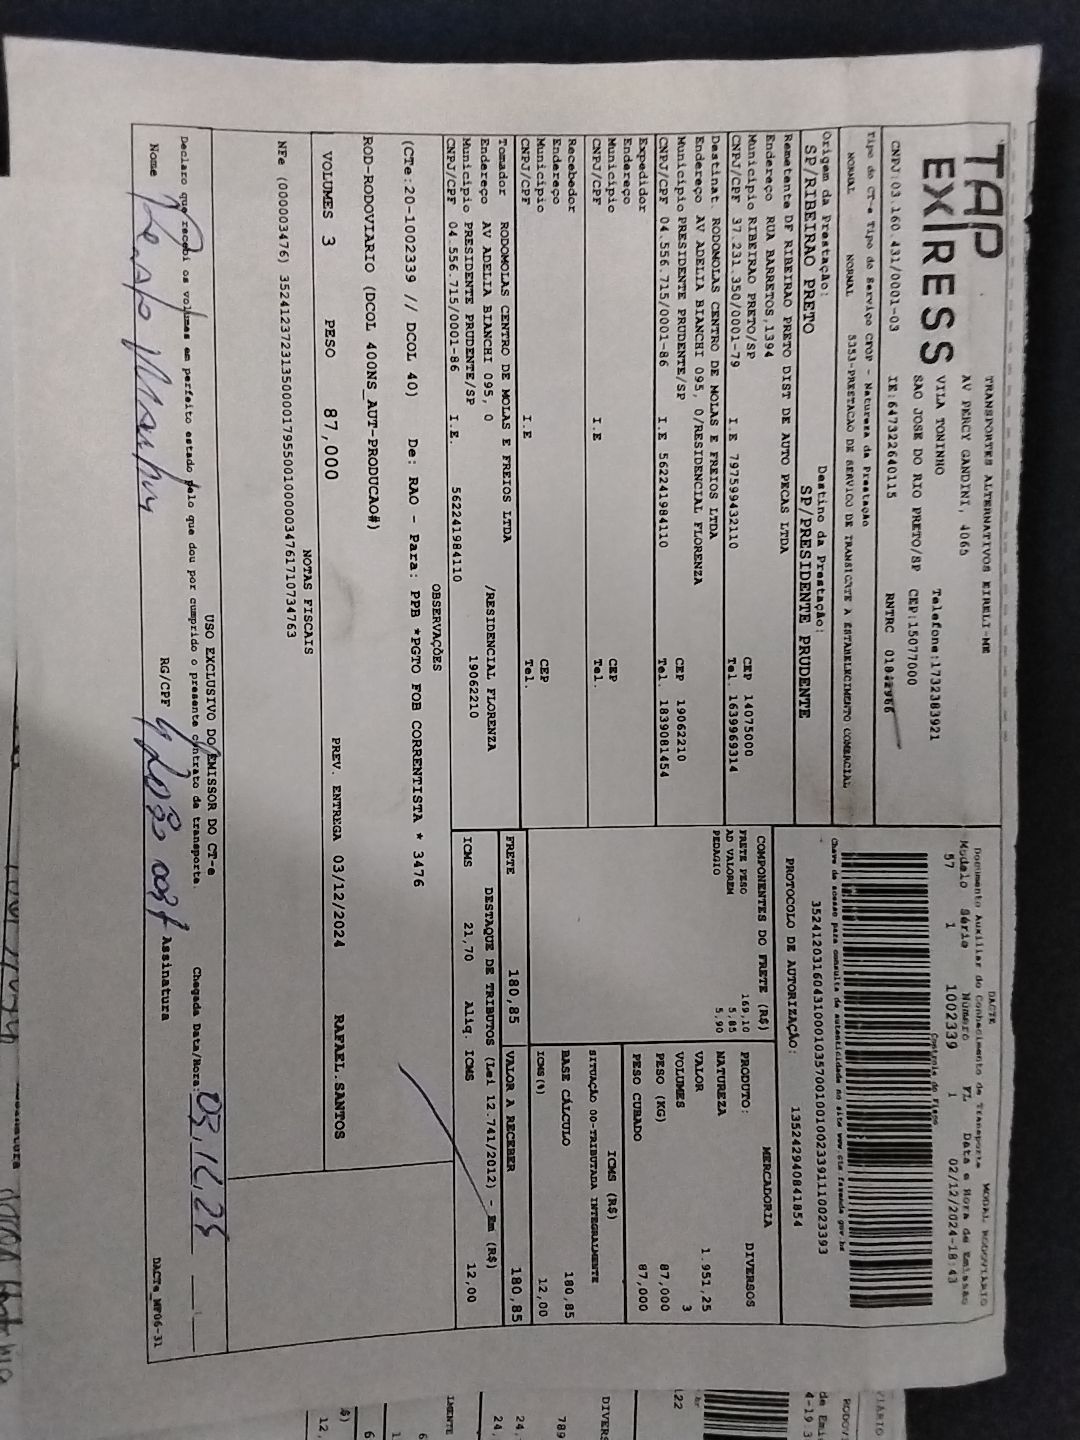 TAP
EXPRESS
TRANSPORTES ALTERNATIVOS EIRELI-ME
AV PERCY GANDINI, 4065
VILA TONINHO Telefone:1732383921
SAO JOSE DO RIO PRETO/SP CEP:15077000
CNPJ:03.160.431/0001-03 IE:647322640115 RNTRC
Tipo do CT-e Tipo do Serviço CFOP - Natureza da Prestação
NORMAL NORMAL 5353-PRESTACAO DE SERVICO DE TRANSPORTE A ESTABELECIMENTO COMERCIAL
Origem da Prestação: Destino da Prestação:
SP/RIBEIRAO PRETO SP/PRESIDENTE PRUDENTE
Remetente DF RIBEIRAO PRETO DIST DE AUTO PECAS LTDA
Endereço RUA BARRETOS,1394
Município RIBEIRAO PRETO/SP CEP 14075000
CNPJ/CPF 37.231.350/0001-79 I.E 797599432110 Tel. 1639969314
Destinat. RODOMOLAS CENTRO DE MOLAS E FREIOS LTDA
Endereço AV ADELIA BIANCHI 095, 0/RESIDENCIAL FLORENZA
Município PRESIDENTE PRUDENTE/SP CEP 19062210
CNPJ/CPF 04.556.715/0001-86 I.E 562241984110 Tel. 1839081454
Expedidor
Endereço
Município CEP
CNPJ/CPF I.E Tel.
Recebedor
Endereço
Município CEP
CNPJ/CPF I.E Tel.
Tomador RODOMOLAS CENTRO DE MOLAS E FREIOS LTDA
Endereço AV ADELIA BIANCHI 095, 0 /RESIDENCIAL FLORENZA
Município PRESIDENTE PRUDENTE/SP 19062210
CNPJ/CPF 04.556.715/0001-86 I.E. 562241984110
DACTE MODAL RODOVIARIO
Documento Auxiliar do Conhecimento de Transporte
Modelo Série Número FL Data e Hora de Emissão
57 1 1002339 1 02/12/2024-18:43
Controle do Fisco
Chave de acesso para consulta de autenticidade no site www.cte.fazenda.gov.br
35241203160431000103570010010023391110023393
PROTOCOLO DE AUTORIZAÇÃO: 135242940841854
COMPONENTES DO FRETE (R$)
FRETE PESO 169,10
AD VALOREM 5,85
PEDAGIO 5,90
MERCADORIA
PRODUTO: DIVERSOS
NATUREZA
VALOR 1.951,25
VOLUMES 3
PESO (KG) 87,000
PESO CUBADO 87,000
ICMS (R$)
SITUAÇÃO 00-TRIBUTADA INTEGRALMENTE
BASE CÁLCULO 180,85
ICMS(%) 12,00
FRETE 180,85 VALOR A RECEBER 180,85
DESTAQUE DE TRIBUTOS (Lei 12.741/2012) - Em (R$)
ICMS 21,70 Aliq. ICMS 12,00
OBSERVAÇÕES
(CTe:20-1002339 // DCOL 40) De: RAO - Para: PPB *PGTO FOB CORRENTISTA * 3476
ROD-RODOVIARIO (DCOL 400NS_AUT-PRODUCAO#)
VOLUMES 3 PESO 87,000 PREV. ENTREGA 03/12/2024 RAFAEL.SANTOS
NOTAS FISCAIS
NFe (000003476) 35241237231350000179550010000034761710734763
USO EXCLUSIVO DO EMISSOR DO CT-e
Declaro que recebi os volumes em perfeito estado pelo que dou por cumprido o presente contrato de transporte. Chegada Data/Hora:
Nome RG/CPF Assinatura
DACTe_MP06-31